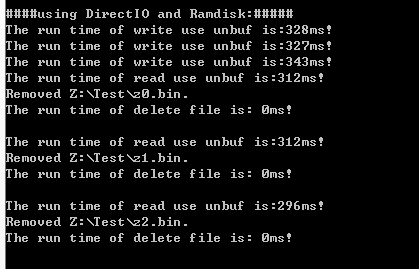 ####using DirectIO and Ramdisk:#####
The run time of write use unbuf is:328ms!
The run time of write use unbuf is:327ms!
The run time of write use unbuf is:343ms!
The run time of read use unbuf is:312ms!
Removed Z:\Test\z0.bin.
The run time of delete file is: 0ms!
The run time of read use unbuf is:312ms!
Removed Z:\Test\z1.bin.
The run time of delete file is: 0ms!
The run time of read use unbuf is:296ms!
Removed Z:\Test\z2.bin.
The run time of delete file is: 0ms!